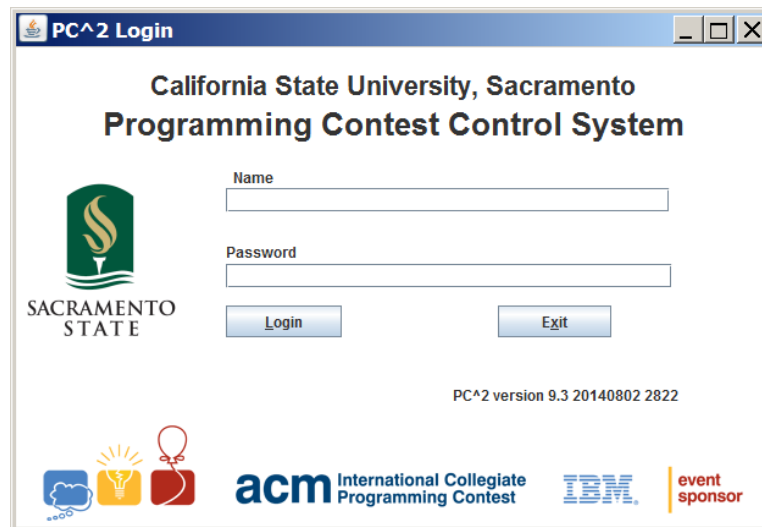 PC^2 Login
California State University, Sacramento
Programming Contest Control System
Name
Password
SACRAMENTO
STATE
Login
Exit
PC^2 version 9.3 20140802 2822
acm International Collegiate
Programming Contest
IBM.
event
sponsor